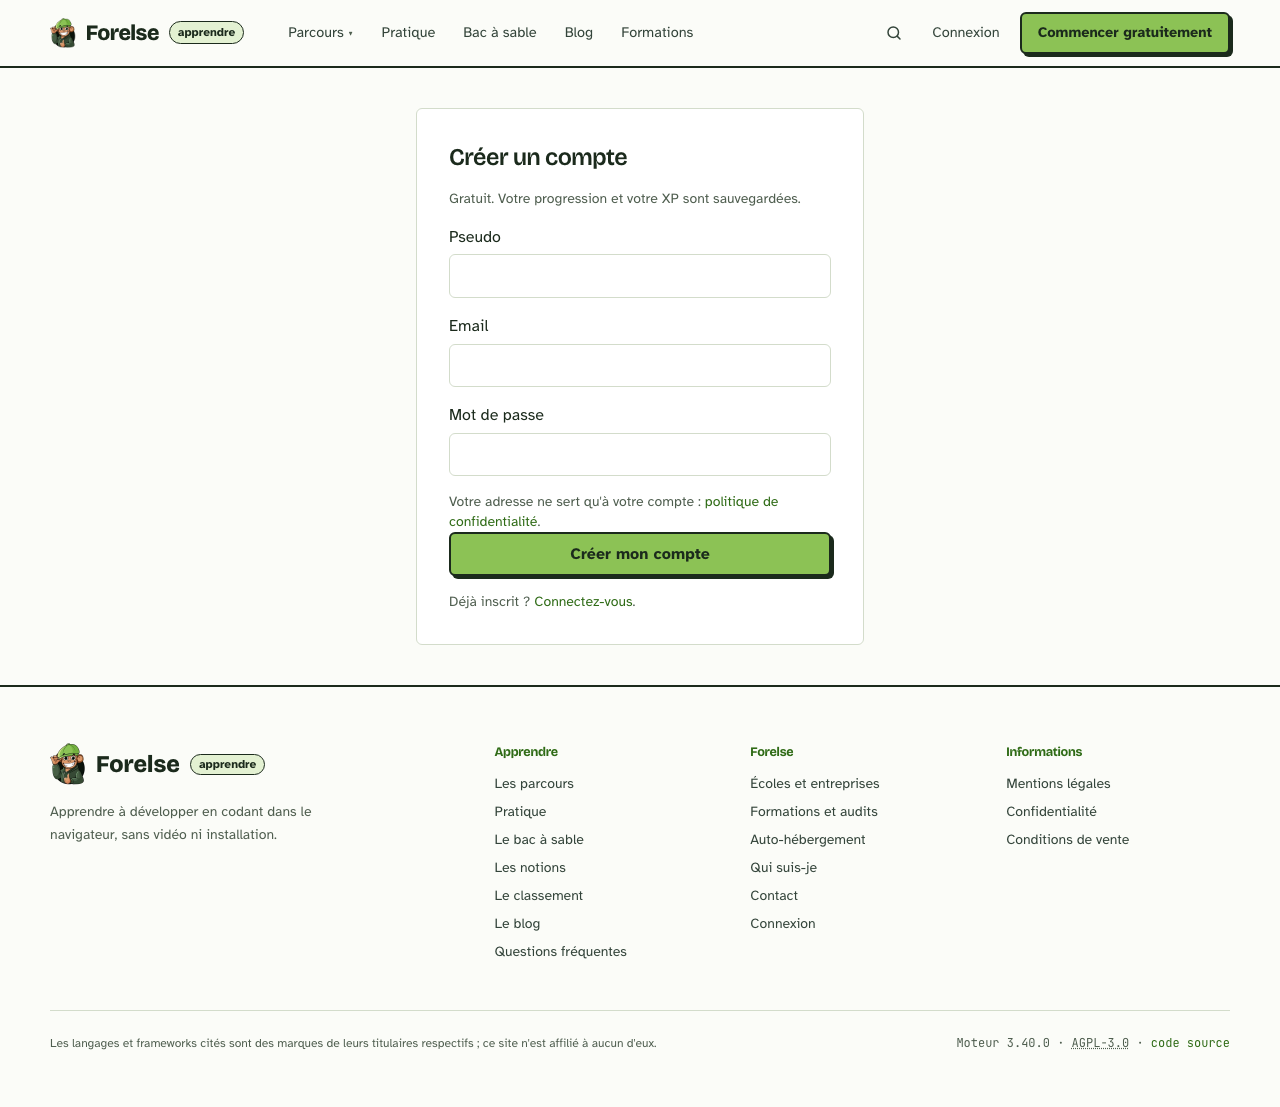 Forelse apprendre Parcours ▾ Pratique Bac à sable Blog Formations Connexion Commencer gratuitement
Créer un compte
Gratuit. Votre progression et votre XP sont sauvegardées.
Pseudo
Email
Mot de passe
Votre adresse ne sert qu'à votre compte : politique de
confidentialité.
Créer mon compte
Déjà inscrit ? Connectez-vous.
Forelse apprendre
Apprendre à développer en codant dans le
navigateur, sans vidéo ni installation.
Apprendre
Les parcours
Pratique
Le bac à sable
Les notions
Le classement
Le blog
Questions fréquentes
Forelse
Écoles et entreprises
Formations et audits
Auto-hébergement
Qui suis-je
Contact
Connexion
Informations
Mentions légales
Confidentialité
Conditions de vente
Les langages et frameworks cités sont des marques de leurs titulaires respectifs ; ce site n'est affilié à aucun d'eux.
Moteur 3.40.0 · AGPL-3.0 · code source